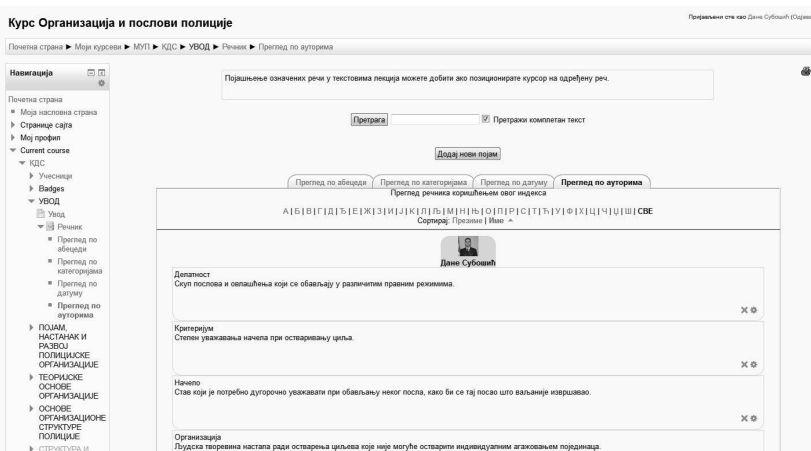 Курс Организација и послови полиције
Пријављени сте као Дане Субошић (Одјава
Почетна страна ► Моји курсеви ► МУП ► КДС ► УВОД ► Речник ► Преглед по ауторима
Навигација
Почетна страна
Моја насловна страна
Странице сајта
Мој профил
Current course
КДС
Учесници
Badges
УВОД
Увод
Речник
Преглед по
абецеди
Преглед по
категоријама
Преглед по
датуму
Преглед по
ауторима
ПОЈАМ,
НАСТАНАК И
РАЗВОЈ
ПОЛИЦИЈСКЕ
ОРГАНИЗАЦИЈЕ
ТЕОРИЈСКЕ
ОСНОВЕ
ОРГАНИЗАЦИЈЕ
ОСНОВЕ
ОРГАНИЗАЦИОНЕ
СТРУКТУРЕ
ПОЛИЦИЈЕ
СТРУКТУРА И
Појашњење означених речи у текстовима лекција можете добити ако позиционирате курсор на одређену реч.
Претрага Претражи комплетан текст
Додај нови појам
Преглед по абецеди Преглед по категоријама Преглед по датуму Преглед по ауторима
Преглед речника коришћењем овог индекса
А | Б | В | Г | Д | Ђ | Е | Ж | З | И | Ј | К | Л | Љ | М | Н | Њ | О | П | Р | С | Т | Ћ | У | Ф | Х | Ц | Ч | Џ | Ш | СВЕ
Сортирај: Презиме | Име
Дане Субошић
Делатност
Скуп послова и овлашћења који се обављају у различитим правним режимима.
Критеријум
Степен уважавања начела при остваривању циља.
Начело
Став који је потребно дугорочно уважавати при обављању неког посла, како би се тај посао што ваљаније извршавао.
Организација
Људска творевина настала ради остварења циљева које није могуће остварити индивидуалним агажовањем појединаца.